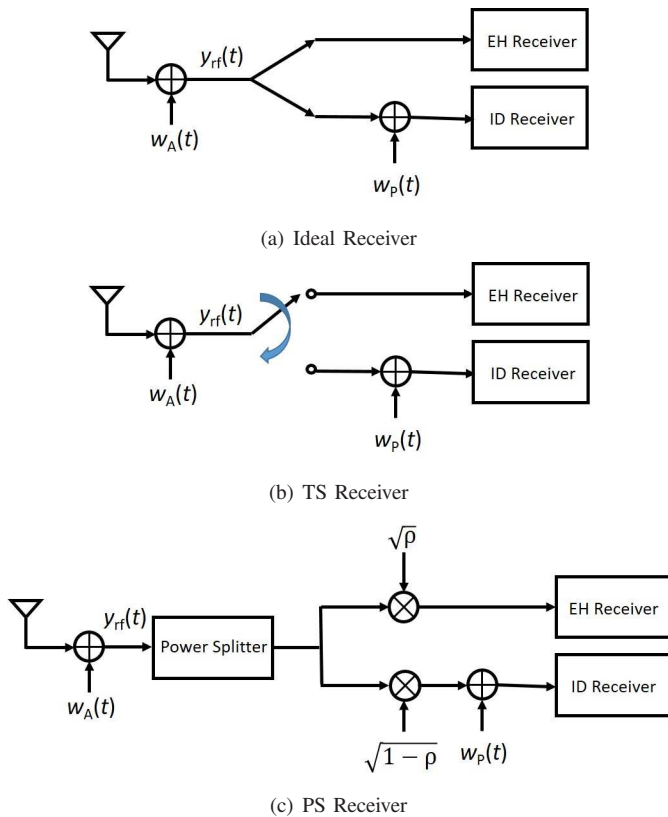 y_rf(t)
EH Receiver
w_A(t)
ID Receiver
w_P(t)
(a) Ideal Receiver
y_rf(t)
EH Receiver
w_A(t)
ID Receiver
w_P(t)
(b) TS Receiver
√ρ
y_rf(t)
Power Splitter
EH Receiver
w_A(t)
ID Receiver
√1 − ρ
w_P(t)
(c) PS Receiver